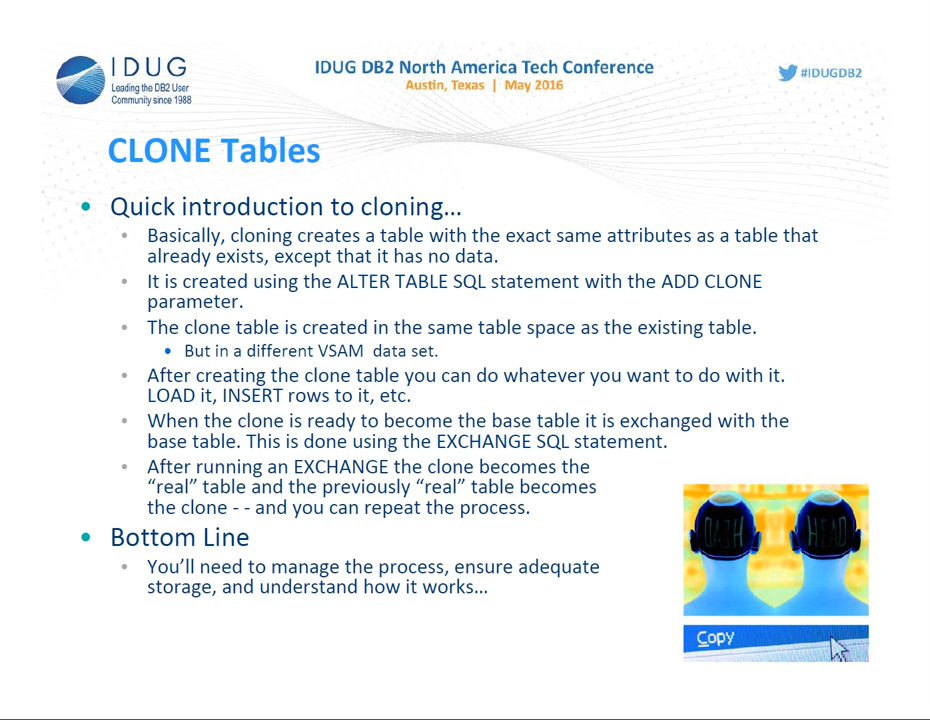 IDUG
Leading the DB2 User
Community since 1988
IDUG DB2 North America Tech Conference
Austin, Texas | May 2016
#IDUGDB2
CLONE Tables
• Quick introduction to cloning...
• Basically, cloning creates a table with the exact same attributes as a table that
already exists, except that it has no data.
• It is created using the ALTER TABLE SQL statement with the ADD CLONE
parameter.
• The clone table is created in the same table space as the existing table.
• But in a different VSAM data set.
• After creating the clone table you can do whatever you want to do with it.
LOAD it, INSERT rows to it, etc.
• When the clone is ready to become the base table it is exchanged with the
base table. This is done using the EXCHANGE SQL statement.
• After running an EXCHANGE the clone becomes the
“real” table and the previously “real” table becomes
the clone - - and you can repeat the process.
• Bottom Line
• You’ll need to manage the process, ensure adequate
storage, and understand how it works…
HEAD
HEAD
Copy